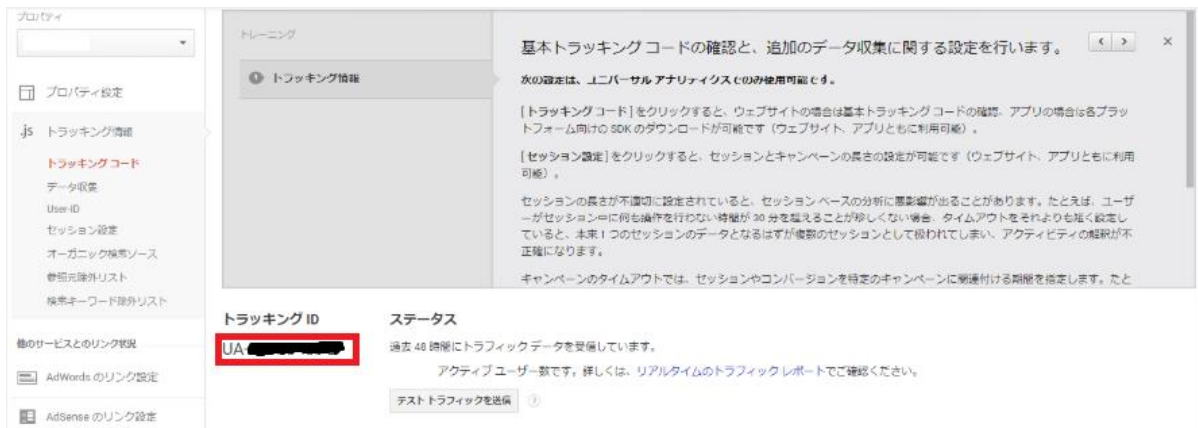 プロパティ
プロパティ設定
.js トラッキング情報
トラッキング コード
データ収集
User-ID
セッション設定
オーガニック検索ソース
参照元除外リスト
検索キーワード除外リスト
他のサービスとのリンク状況
AdWords のリンク設定
AdSense のリンク設定
トレーニング
トラッキング情報
基本トラッキング コードの確認と、追加のデータ収集に関する設定を行います。
次の設定は、ユニバーサル アナリティクスでのみ使用可能です。
[トラッキング コード] をクリックすると、ウェブサイトの場合は基本トラッキング コードの確認、アプリの場合は各プラッ
トフォーム向けの SDK のダウンロードが可能です（ウェブサイト、アプリともに利用可能）。
[セッション設定] をクリックすると、セッションとキャンペーンの長さの設定が可能です（ウェブサイト、アプリともに利用
可能）。
セッションの長さが不適切に設定されていると、セッション ベースの分析に悪影響が出ることがあります。たとえば、ユーザ
ーがセッション中に何も操作を行わない時間が 30 分を超えることが珍しくない場合、タイムアウトをそれよりも短く設定し
ていると、本来 1 つのセッションのデータとなるはずが複数のセッションとして扱われてしまい、アクティビティの解釈が不
正確になります。
キャンペーンのタイムアウトでは、セッションやコンバージョンを特定のキャンペーンに関連付ける期間を指定します。たと
トラッキング ID
UA-
ステータス
過去 48 時間にトラフィック データを受信しています。
アクティブ ユーザー数です。詳しくは、リアルタイムのトラフィック レポートでご確認ください。
テスト トラフィックを送信